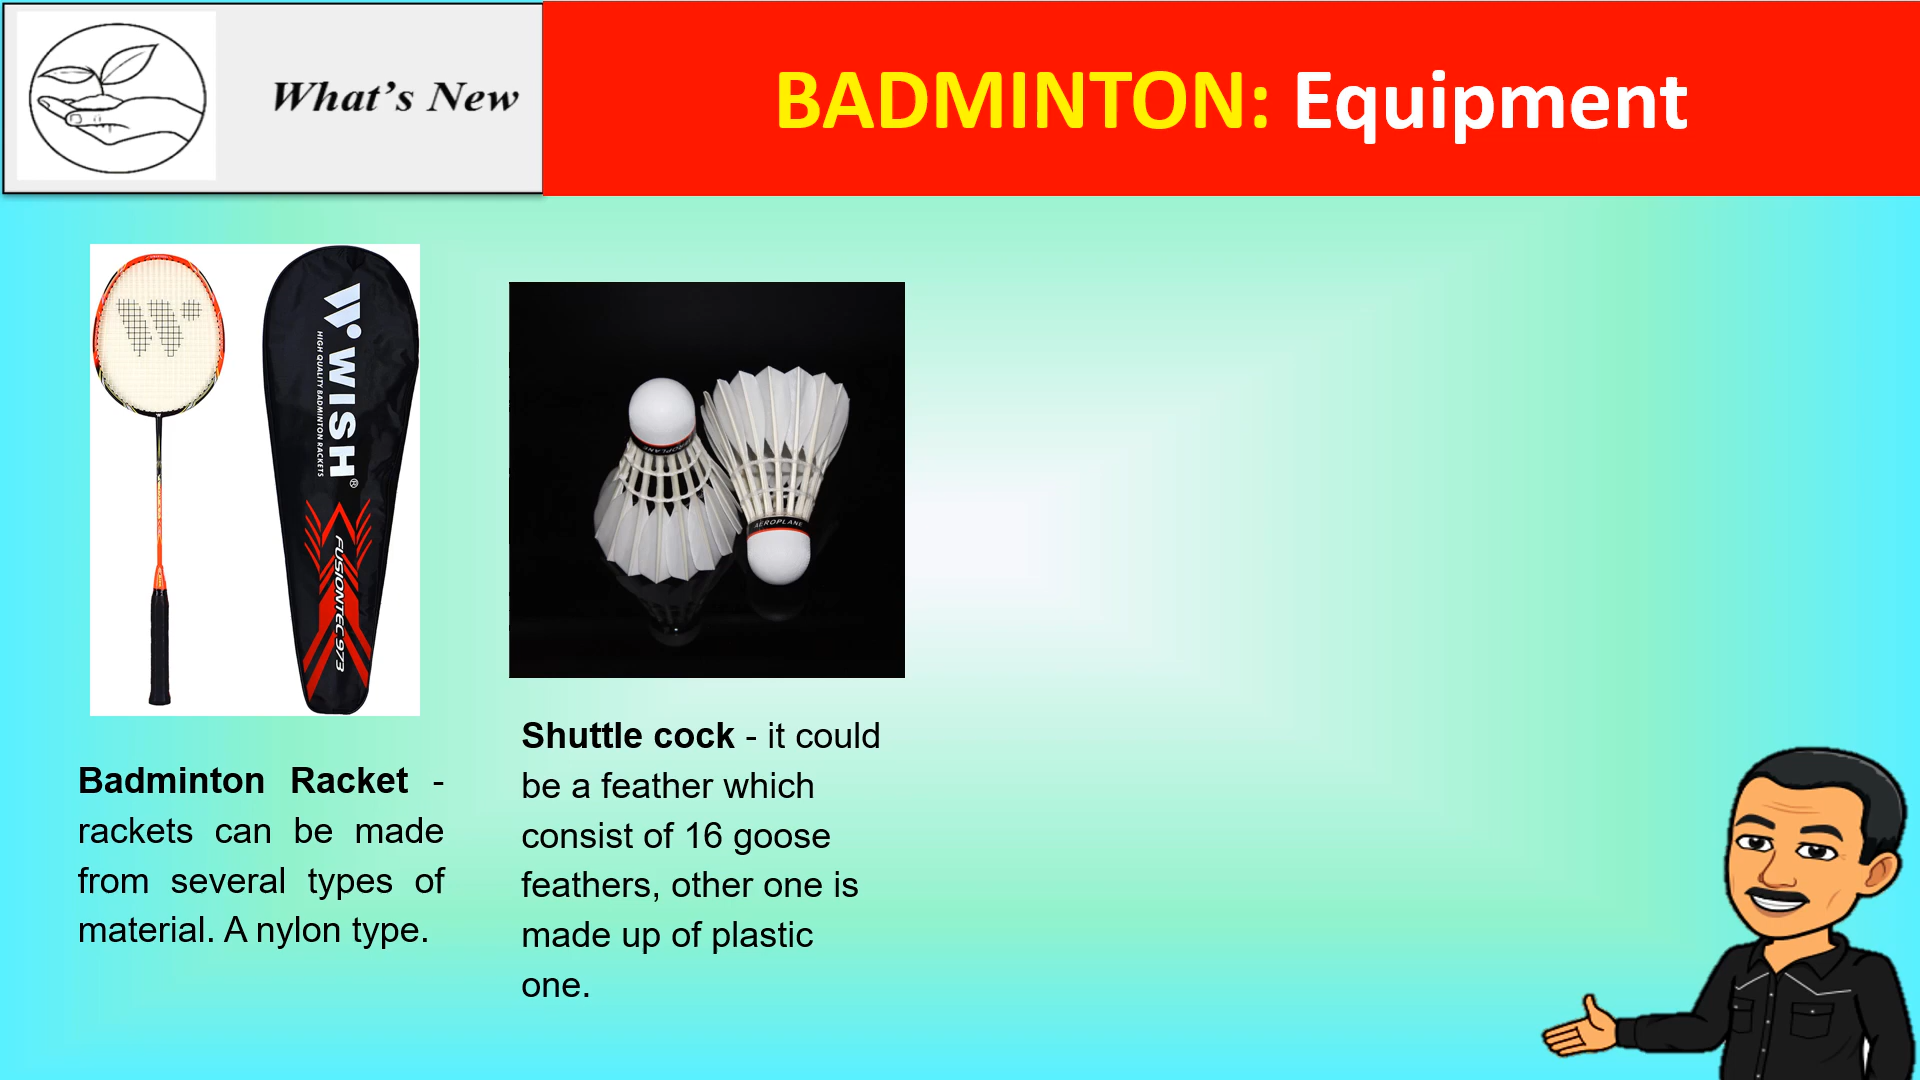 What's New
BADMINTON: Equipment
WISH®
HIGH QUALITY BADMINTON RACKETS
FUSIONTEC 973
AEROPLANE
AEROPLANE
Badminton Racket -
rackets can be made
from several types of
material. A nylon type.
Shuttle cock - it could
be a feather which
consist of 16 goose
feathers, other one is
made up of plastic
one.